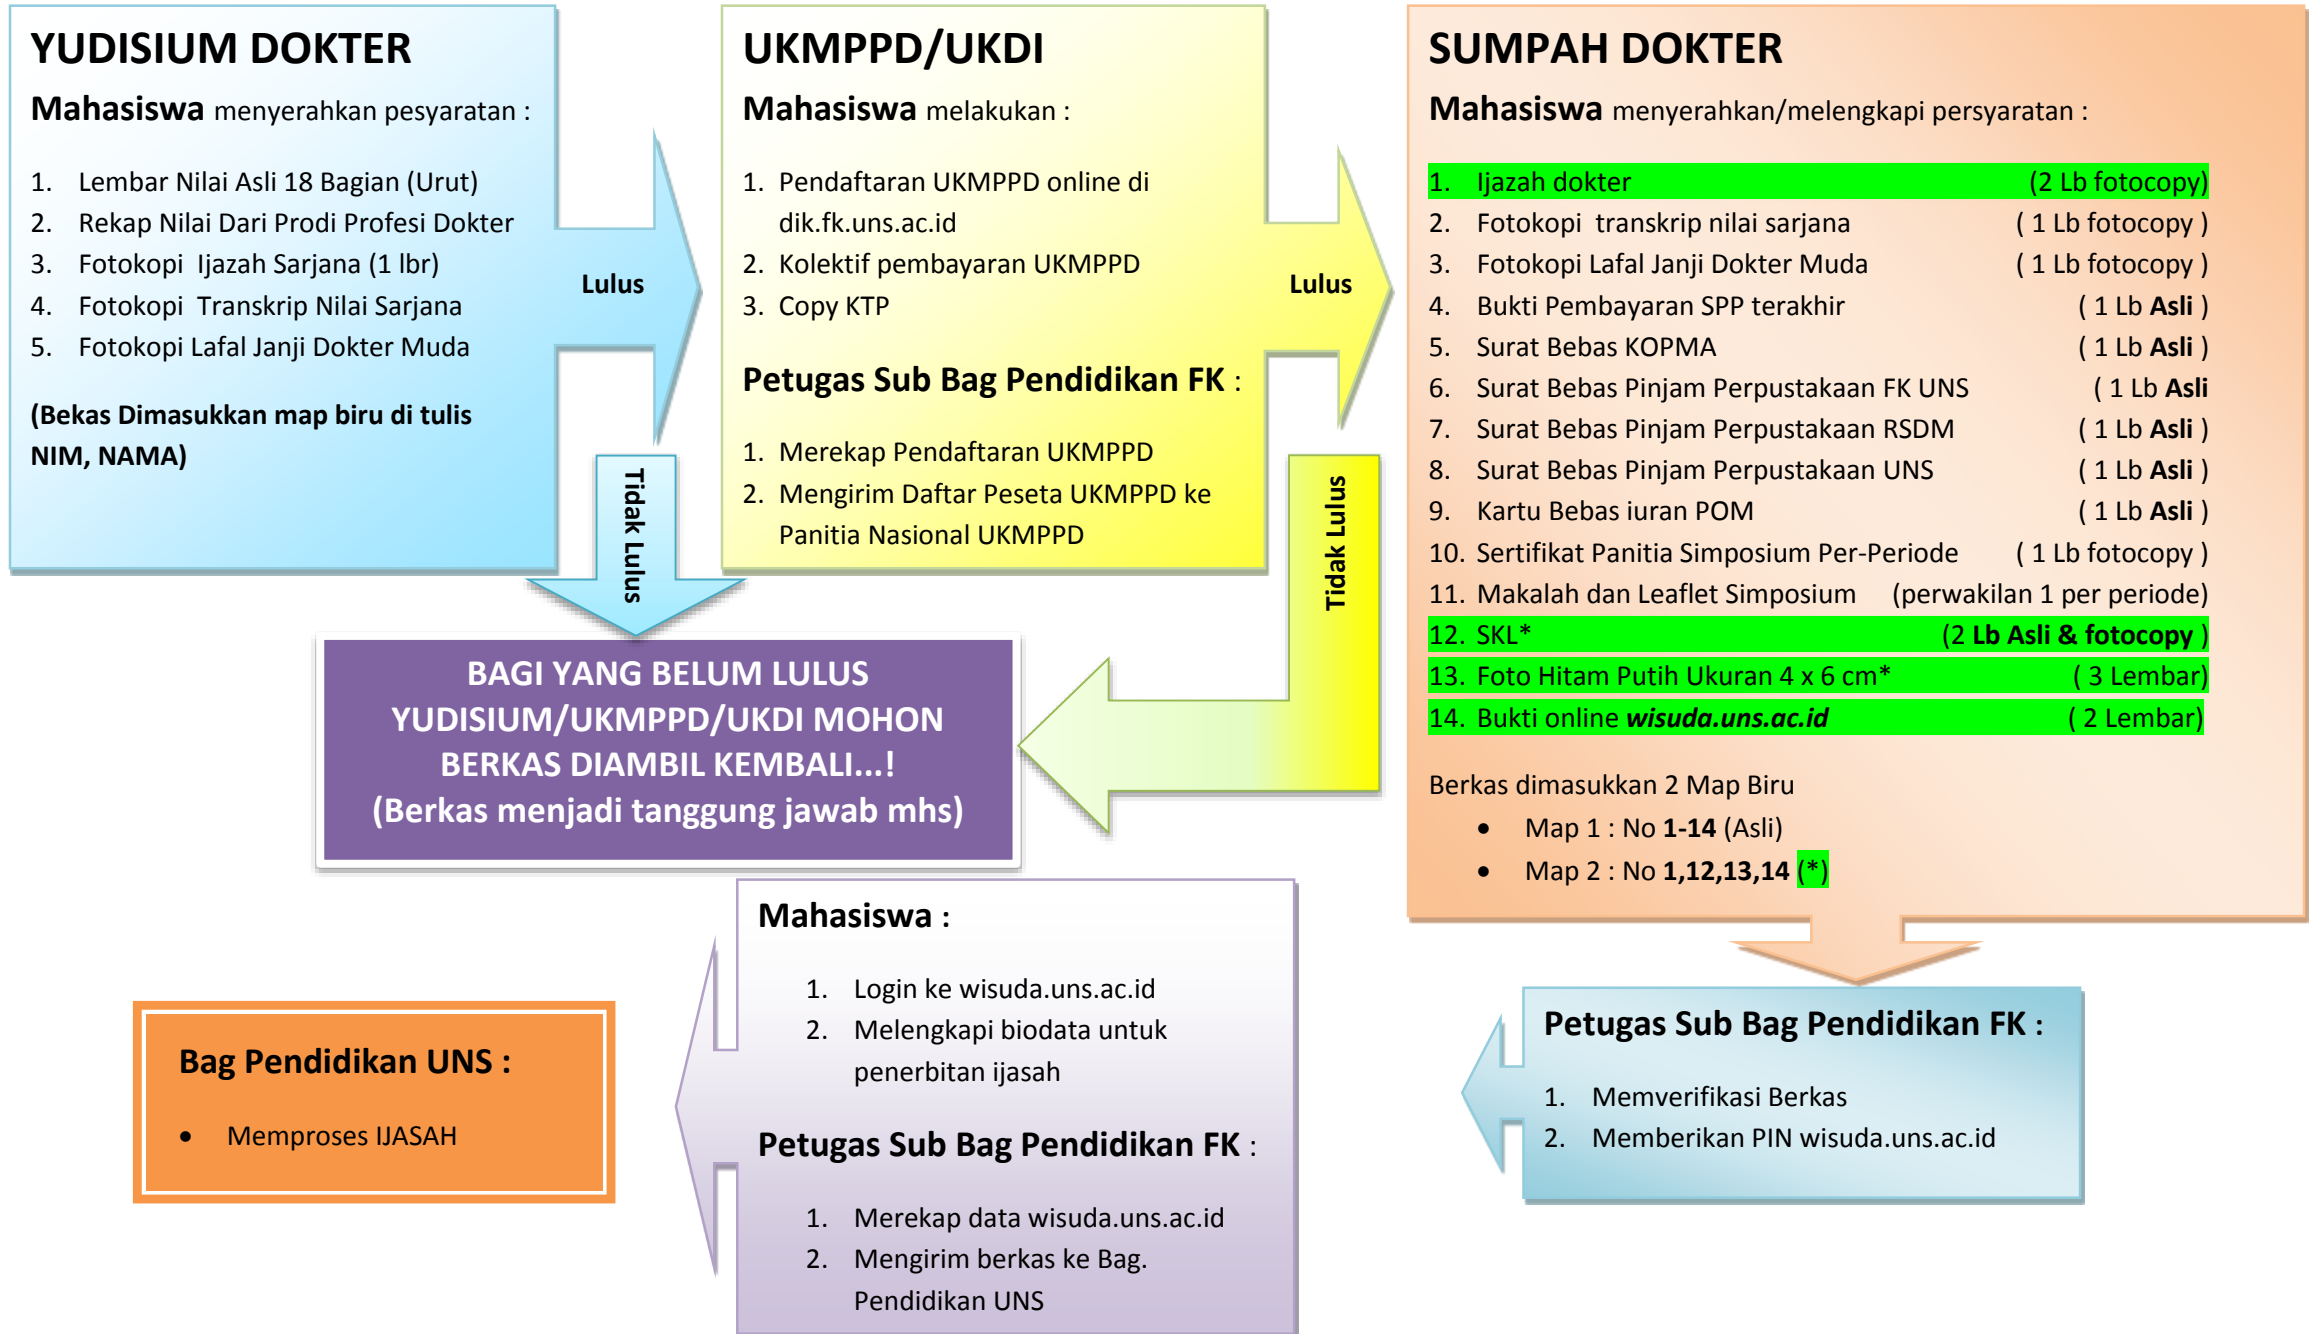 YUDISIUM DOKTER
Mahasiswa menyerahkan pesyaratan :
1. Lembar Nilai Asli 18 Bagian (Urut)
2. Rekap Nilai Dari Prodi Profesi Dokter
3. Fotokopi Ijazah Sarjana (1 lbr)
4. Fotokopi Transkrip Nilai Sarjana
5. Fotokopi Lafal Janji Dokter Muda
(Bekas Dimasukkan map biru di tulis
NIM, NAMA)
Lulus
Tidak Lulus
UKMPPD/UKDI
Mahasiswa melakukan :
1. Pendaftaran UKMPPD online di
dik.fk.uns.ac.id
2. Kolektif pembayaran UKMPPD
3. Copy KTP
Petugas Sub Bag Pendidikan FK :
1. Merekap Pendaftaran UKMPPD
2. Mengirim Daftar Peseta UKMPPD ke
Panitia Nasional UKMPPD
Lulus
Tidak Lulus
BAGI YANG BELUM LULUS
YUDISIUM/UKMPPD/UKDI MOHON
BERKAS DIAMBIL KEMBALI...!
(Berkas menjadi tanggung jawab mhs)
SUMPAH DOKTER
Mahasiswa menyerahkan/melengkapi persyaratan :
1. Ijazah dokter (2 Lb fotocopy)
2. Fotokopi transkrip nilai sarjana ( 1 Lb fotocopy )
3. Fotokopi Lafal Janji Dokter Muda ( 1 Lb fotocopy )
4. Bukti Pembayaran SPP terakhir ( 1 Lb Asli )
5. Surat Bebas KOPMA ( 1 Lb Asli )
6. Surat Bebas Pinjam Perpustakaan FK UNS ( 1 Lb Asli
7. Surat Bebas Pinjam Perpustakaan RSDM ( 1 Lb Asli )
8. Surat Bebas Pinjam Perpustakaan UNS ( 1 Lb Asli )
9. Kartu Bebas iuran POM ( 1 Lb Asli )
10. Sertifikat Panitia Simposium Per-Periode ( 1 Lb fotocopy )
11. Makalah dan Leaflet Simposium (perwakilan 1 per periode)
12. SKL* (2 Lb Asli & fotocopy )
13. Foto Hitam Putih Ukuran 4 x 6 cm* ( 3 Lembar)
14. Bukti online wisuda.uns.ac.id ( 2 Lembar)
Berkas dimasukkan 2 Map Biru
• Map 1 : No 1-14 (Asli)
• Map 2 : No 1,12,13,14 (*)
Petugas Sub Bag Pendidikan FK :
1. Memverifikasi Berkas
2. Memberikan PIN wisuda.uns.ac.id
Mahasiswa :
1. Login ke wisuda.uns.ac.id
2. Melengkapi biodata untuk
penerbitan ijasah
Petugas Sub Bag Pendidikan FK :
1. Merekap data wisuda.uns.ac.id
2. Mengirim berkas ke Bag.
Pendidikan UNS
Bag Pendidikan UNS :
• Memproses IJASAH